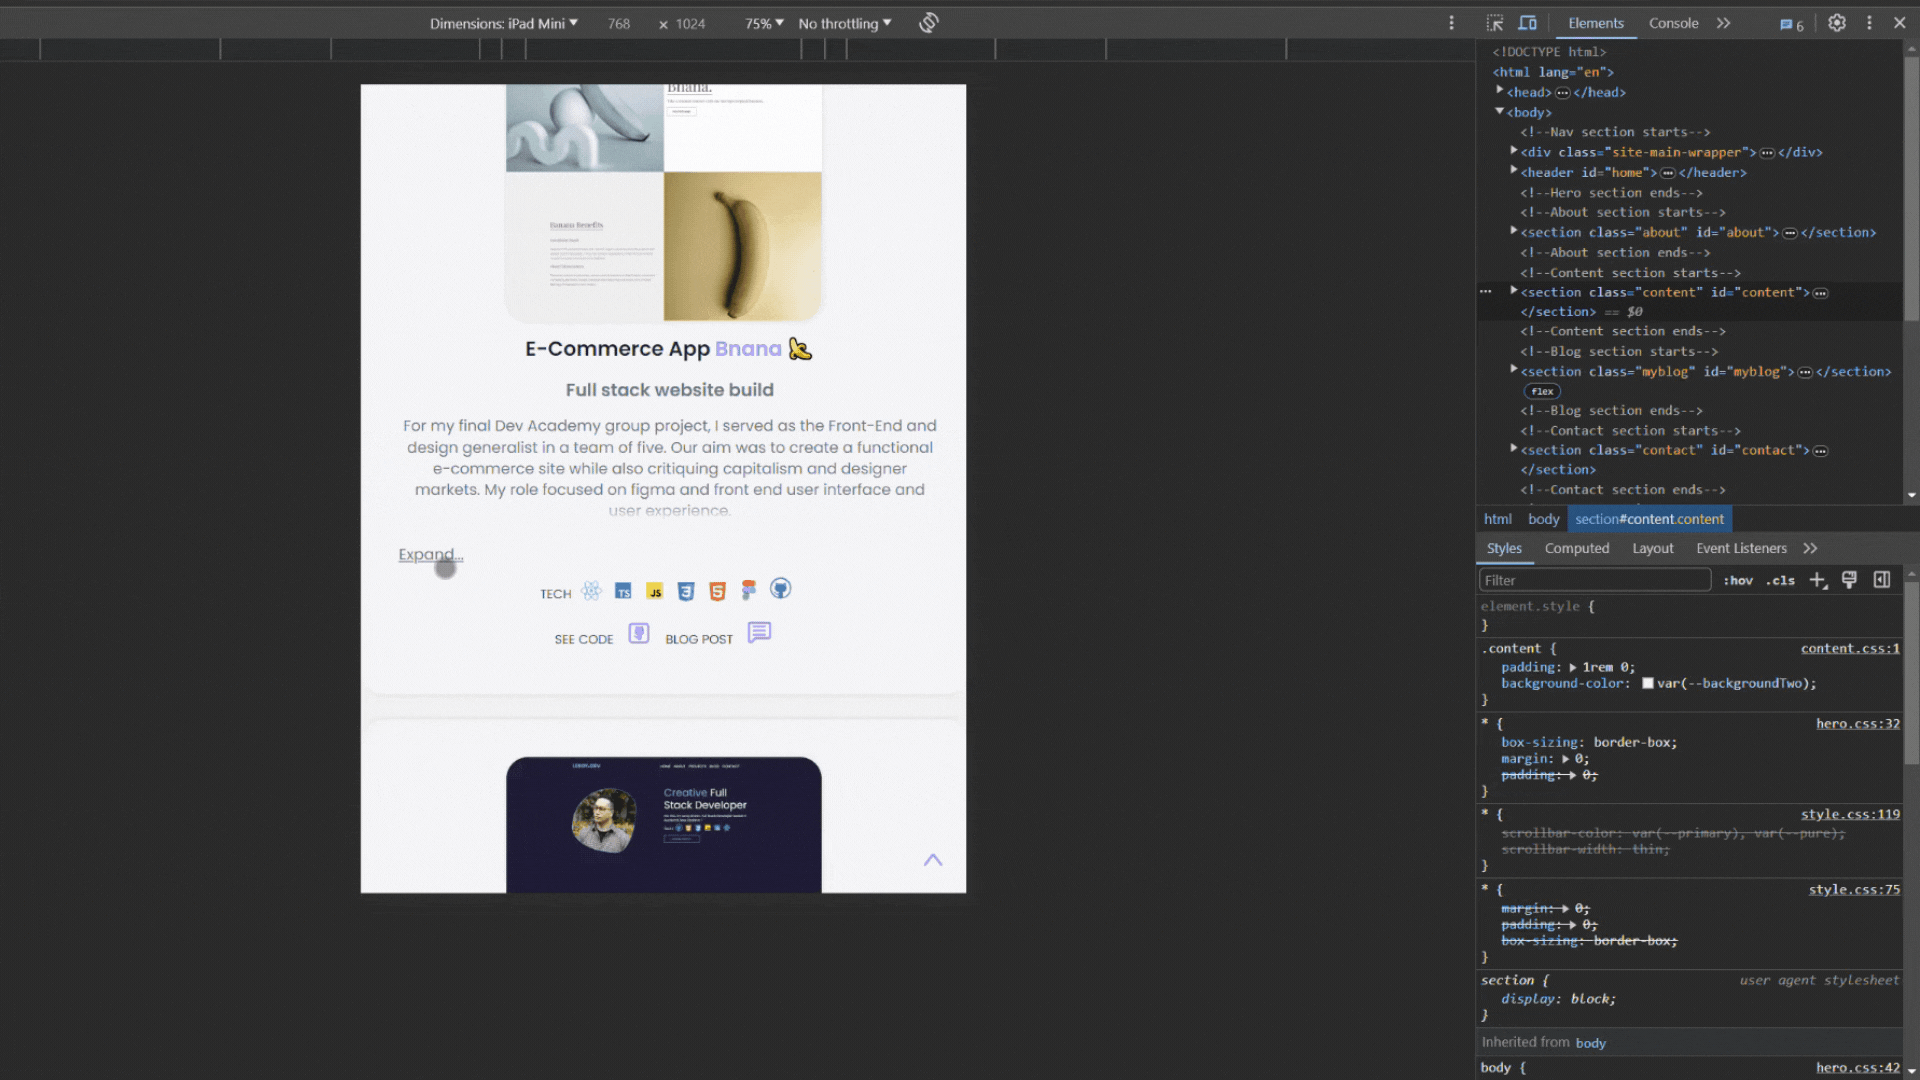 Dimensions: iPad Mini ▼ 768 × 1024 75% ▼ No throttling ▼
Elements Console 6
Bnana.
Banana Benefits
E-Commerce App Bnana 🍌
Full stack website build
For my final Dev Academy group project, I served as the Front-End and
design generalist in a team of five. Our aim was to create a functional
e-commerce site while also critiquing capitalism and designer
markets. My role focused on figma and front end user interface and
user experience.
Expand...
TECH TS JS 3 5
SEE CODE BLOG POST
HOME ABOUT PROJECTS BLOG CONTACT
Creative Full
Stack Developer
<!DOCTYPE html>
<html lang="en">
<head>…</head>
<body>
<!--Nav section starts-->
<div class="site-main-wrapper">…</div>
<header id="home">…</header>
<!--Hero section ends-->
<!--About section starts-->
<section class="about" id="about">…</section>
<!--About section ends-->
<!--Content section starts-->
<section class="content" id="content">…
</section> == $0
<!--Content section ends-->
<!--Blog section starts-->
<section class="myblog" id="myblog">…</section>
flex
<!--Blog section ends-->
<!--Contact section starts-->
<section class="contact" id="contact">…
</section>
<!--Contact section ends-->
html body section#content.content
Styles Computed Layout Event Listeners
Filter :hov .cls
element.style {
}
.content { content.css:1
padding: 1rem 0;
background-color: var(--backgroundTwo);
}
* { hero.css:32
box-sizing: border-box;
margin: 0;
padding: 0;
}
* { style.css:119
scrollbar-color: var(--primary), var(--pure);
scrollbar-width: thin;
}
* { style.css:75
margin: 0;
padding: 0;
box-sizing: border-box;
}
section { user agent stylesheet
display: block;
}
Inherited from body
body { hero.css:42